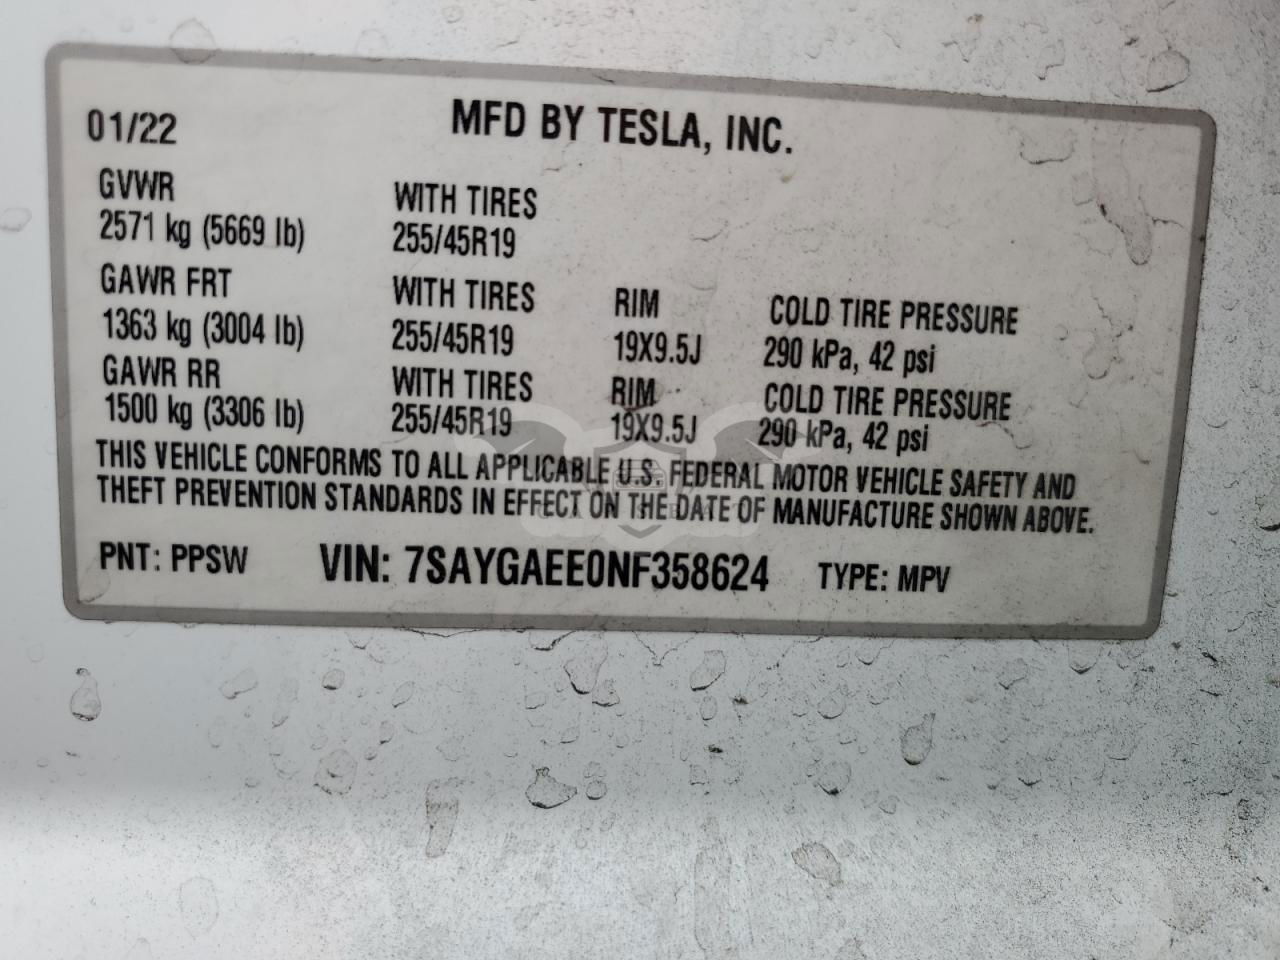 01/22 MFD BY TESLA, INC.
GVWR WITH TIRES
2571 kg (5669 lb) 255/45R19
GAWR FRT WITH TIRES RIM COLD TIRE PRESSURE
1363 kg (3004 lb) 255/45R19 19X9.5J 290 kPa, 42 psi
GAWR RR WITH TIRES RIM COLD TIRE PRESSURE
1500 kg (3306 lb) 255/45R19 19X9.5J 290 kPa, 42 psi
THIS VEHICLE CONFORMS TO ALL APPLICABLE U.S. FEDERAL MOTOR VEHICLE SAFETY AND
THEFT PREVENTION STANDARDS IN EFFECT ON THE DATE OF MANUFACTURE SHOWN ABOVE.
PNT: PPSW VIN: 7SAYGAEE0NF358624 TYPE: MPV